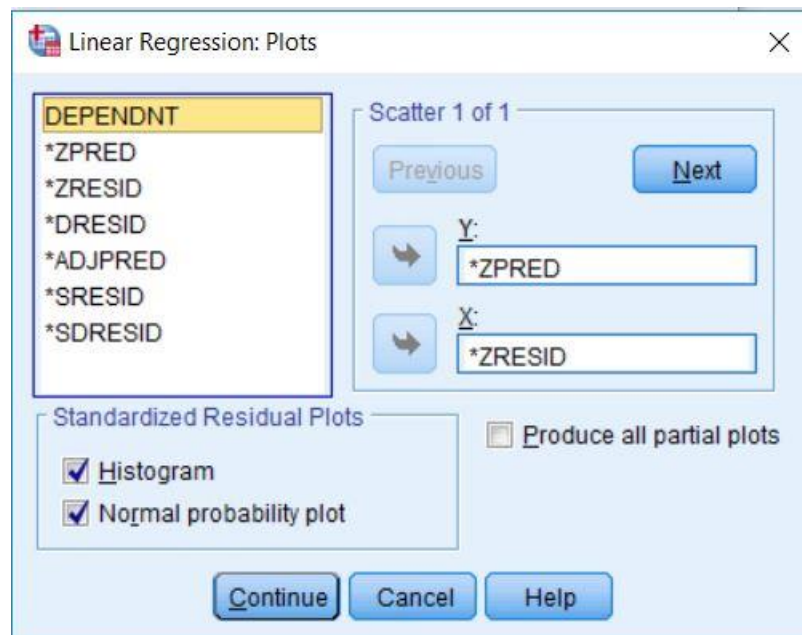 Linear Regression: Plots
DEPENDNT
*ZPRED
*ZRESID
*DRESID
*ADJPRED
*SRESID
*SDRESID
Scatter 1 of 1
Previous
Next
Y:
*ZPRED
X:
*ZRESID
Standardized Residual Plots
Histogram
Normal probability plot
Produce all partial plots
Continue
Cancel
Help